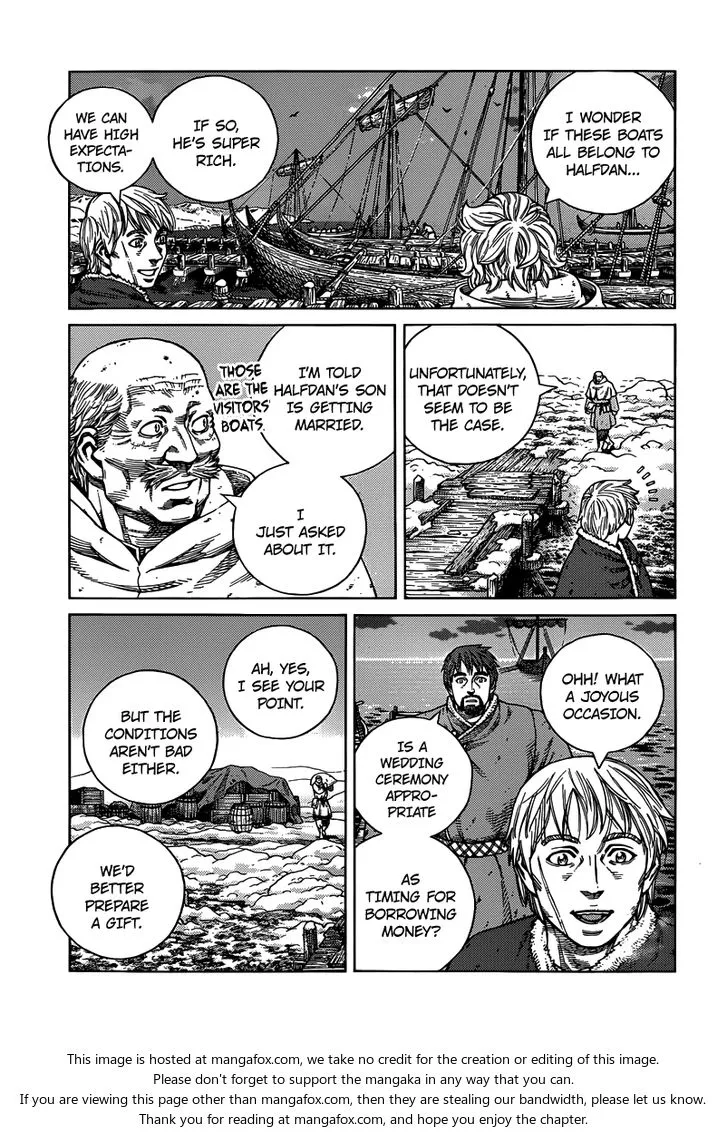 I WONDER
IF THESE BOATS
ALL BELONG TO
HALFDAN...
IF SO,
HE'S SUPER
RICH.
WE CAN
HAVE HIGH
EXPECTA-
TIONS.
UNFORTUNATELY,
THAT DOESN'T
SEEM TO BE
THE CASE.
I'M TOLD
HALFDAN'S SON
IS GETTING
MARRIED.
THOSE
ARE THE
VISITORS'
BOATS.
I
JUST ASKED
ABOUT IT.
OHH! WHAT
A JOYOUS
OCCASION.
IS A
WEDDING
CEREMONY
APPRO-
PRIATE
AS
TIMING FOR
BORROWING
MONEY?
AH, YES,
I SEE YOUR
POINT.
BUT THE
CONDITIONS
AREN'T BAD
EITHER.
WE'D
BETTER
PREPARE
A GIFT.
This image is hosted at mangafox.com, we take no credit for the creation or editing of this image.
Please don't forget to support the mangaka in any way that you can.
If you are viewing this page other than mangafox.com, then they are stealing our bandwidth, please let us know.
Thank you for reading at mangafox.com, and hope you enjoy the chapter.